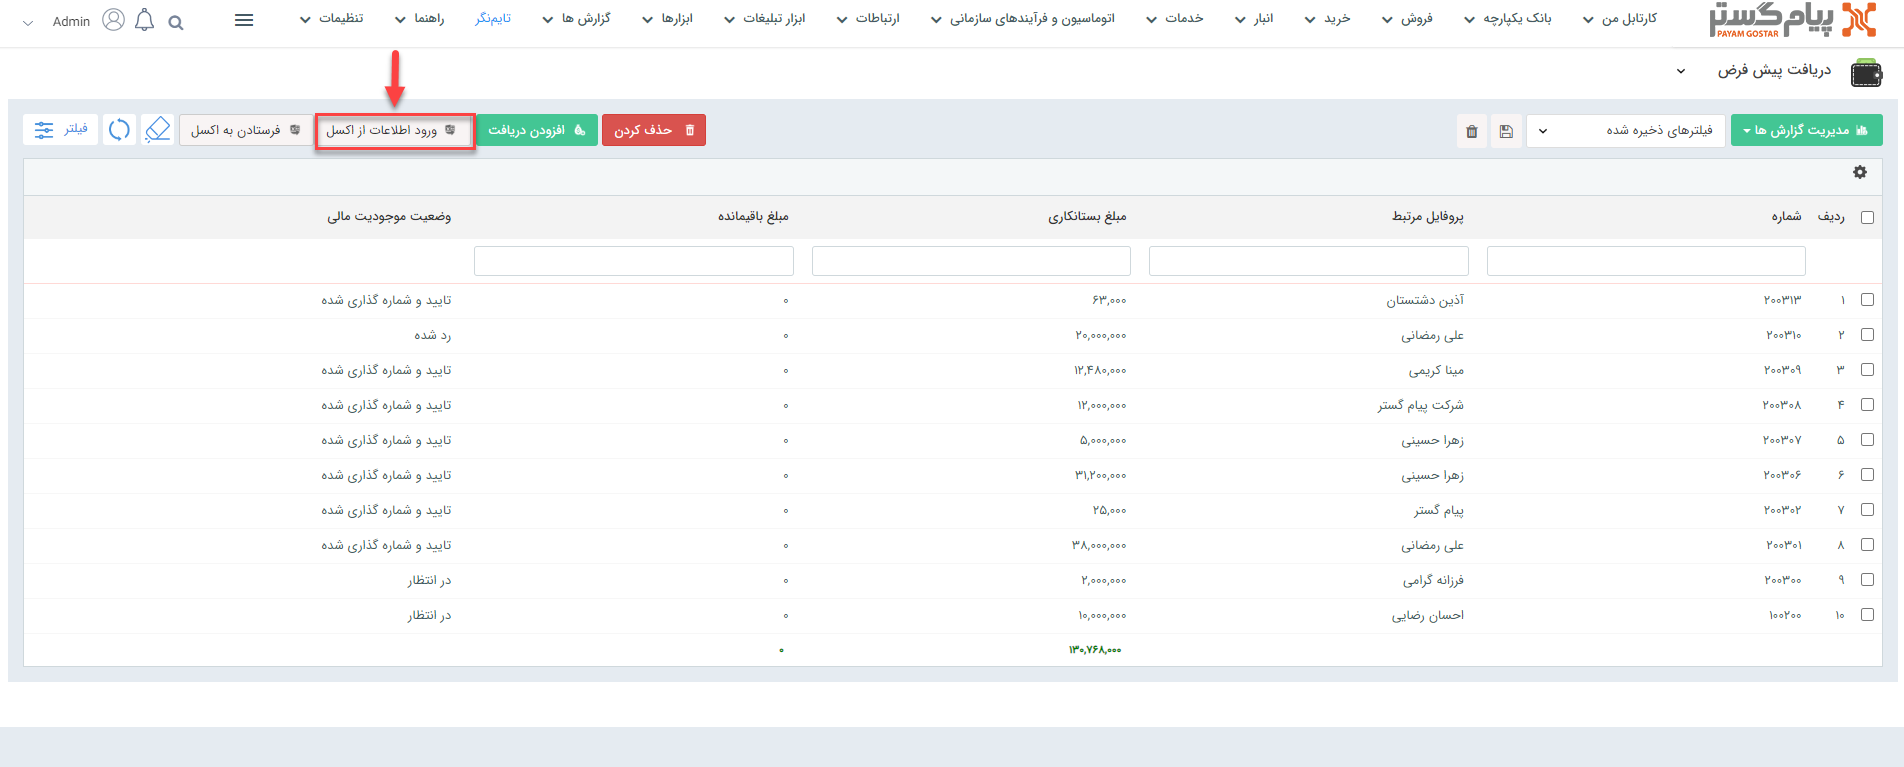 پیام گستر
PAYAM GOSTAR
کارتابل من
بانک یکپارچه
فروش
خرید
انبار
خدمات
اتوماسیون و فرآیندهای سازمانی
ارتباطات
ابزار تبلیغات
ابزارها
گزارش ها
تایم‌نگر
راهنما
تنظیمات
Admin
دریافت پیش فرض
مدیریت گزارش ها
فیلترهای ذخیره شده
حذف کردن
افزودن دریافت
ورود اطلاعات از اکسل
فرستادن به اکسل
فیلتر
ردیف شماره پروفایل مرتبط مبلغ بستانکاری مبلغ باقیمانده وضعیت موجودیت مالی
۱ ۲۰۰۳۱۳ آذین دشتستان ۶۳,۰۰۰ ۰ تایید و شماره گذاری شده
۲ ۲۰۰۳۱۰ علی رمضانی ۲۰,۰۰۰,۰۰۰ ۰ رد شده
۳ ۲۰۰۳۰۹ مینا کریمی ۱۲,۴۸۰,۰۰۰ ۰ تایید و شماره گذاری شده
۴ ۲۰۰۳۰۸ شرکت پیام گستر ۱۲,۰۰۰,۰۰۰ ۰ تایید و شماره گذاری شده
۵ ۲۰۰۳۰۷ زهرا حسینی ۵,۰۰۰,۰۰۰ ۰ تایید و شماره گذاری شده
۶ ۲۰۰۳۰۶ زهرا حسینی ۳۱,۲۰۰,۰۰۰ ۰ تایید و شماره گذاری شده
۷ ۲۰۰۳۰۲ پیام گستر ۲۵,۰۰۰ ۰ تایید و شماره گذاری شده
۸ ۲۰۰۳۰۱ علی رمضانی ۳۸,۰۰۰,۰۰۰ ۰ تایید و شماره گذاری شده
۹ ۲۰۰۳۰۰ فرزانه گرامی ۲,۰۰۰,۰۰۰ ۰ در انتظار
۱۰ ۱۰۰۲۰۰ احسان رضایی ۱۰,۰۰۰,۰۰۰ ۰ در انتظار
۱۳۰,۷۶۸,۰۰۰ ۰